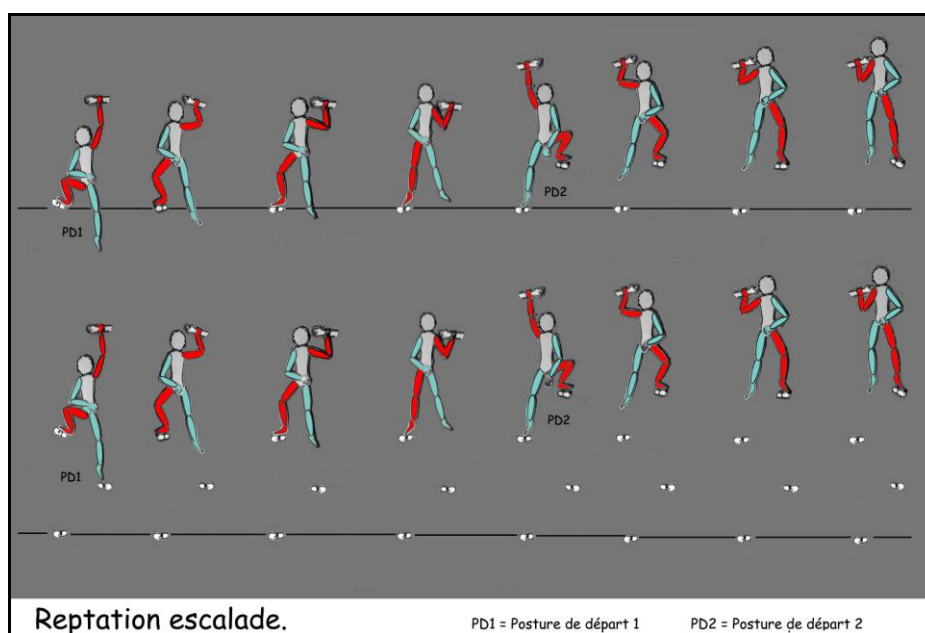 PD1
PD2
PD1
PD2
Reptation escalade.
PD1 = Posture de départ 1
PD2 = Posture de départ 2